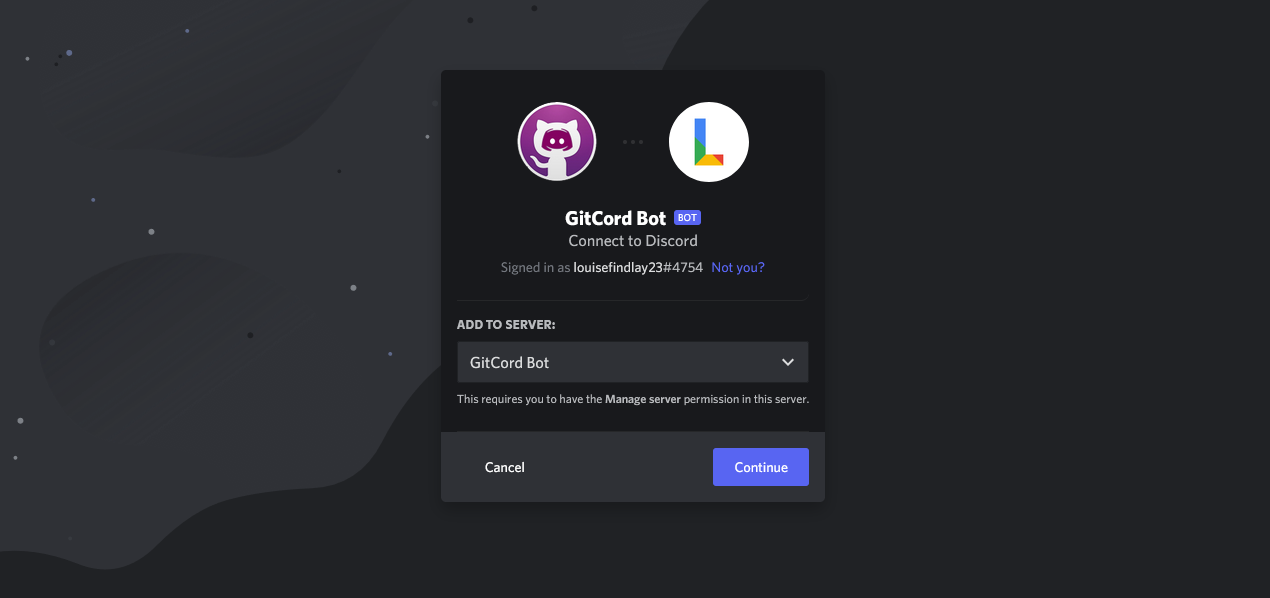 GitCord Bot BOT
Connect to Discord
Signed in as louisefindlay23#4754 Not you?
ADD TO SERVER:
GitCord Bot
This requires you to have the Manage server permission in this server.
Cancel Continue